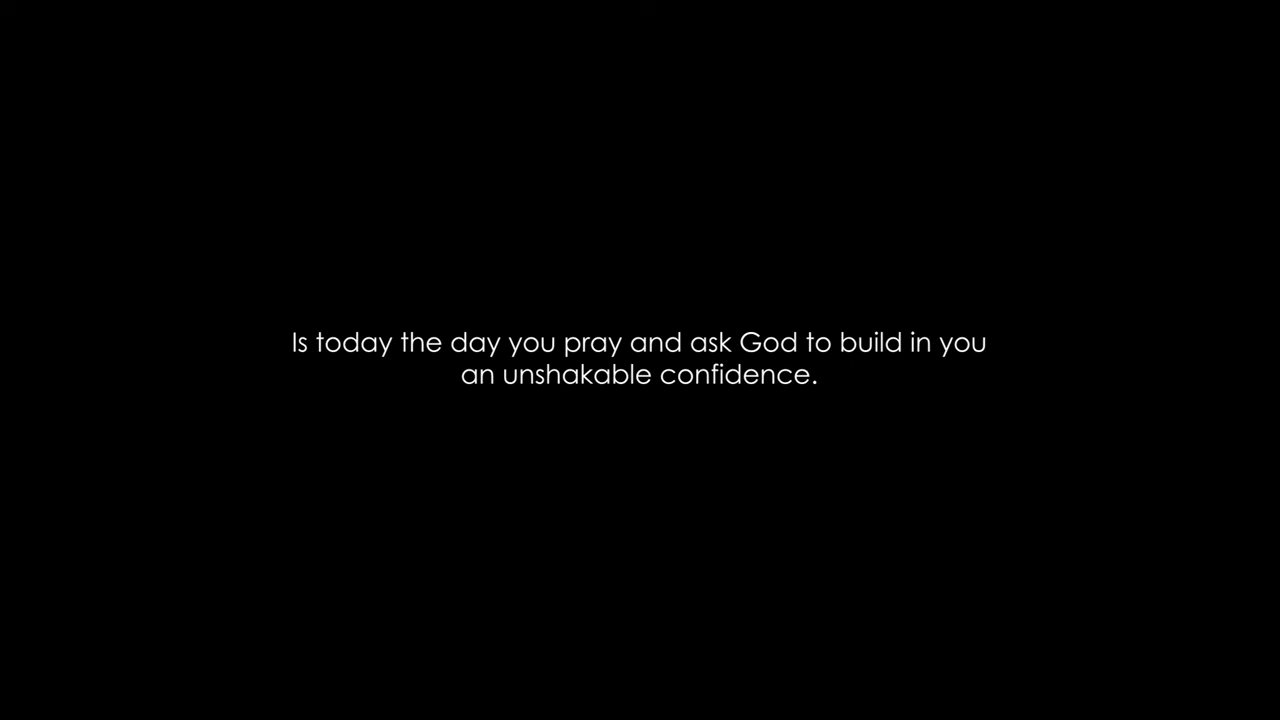 Is today the day you pray and ask God to build in you
an unshakable confidence.